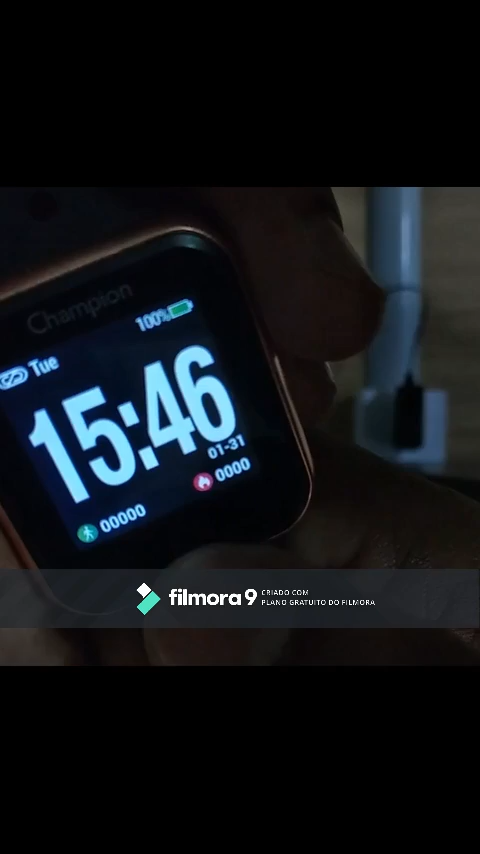 Champion
100%
Tue
15:46
01-31
00000
0000
filmora 9
CRIADO COM
PLANO GRATUITO DO FILMORA